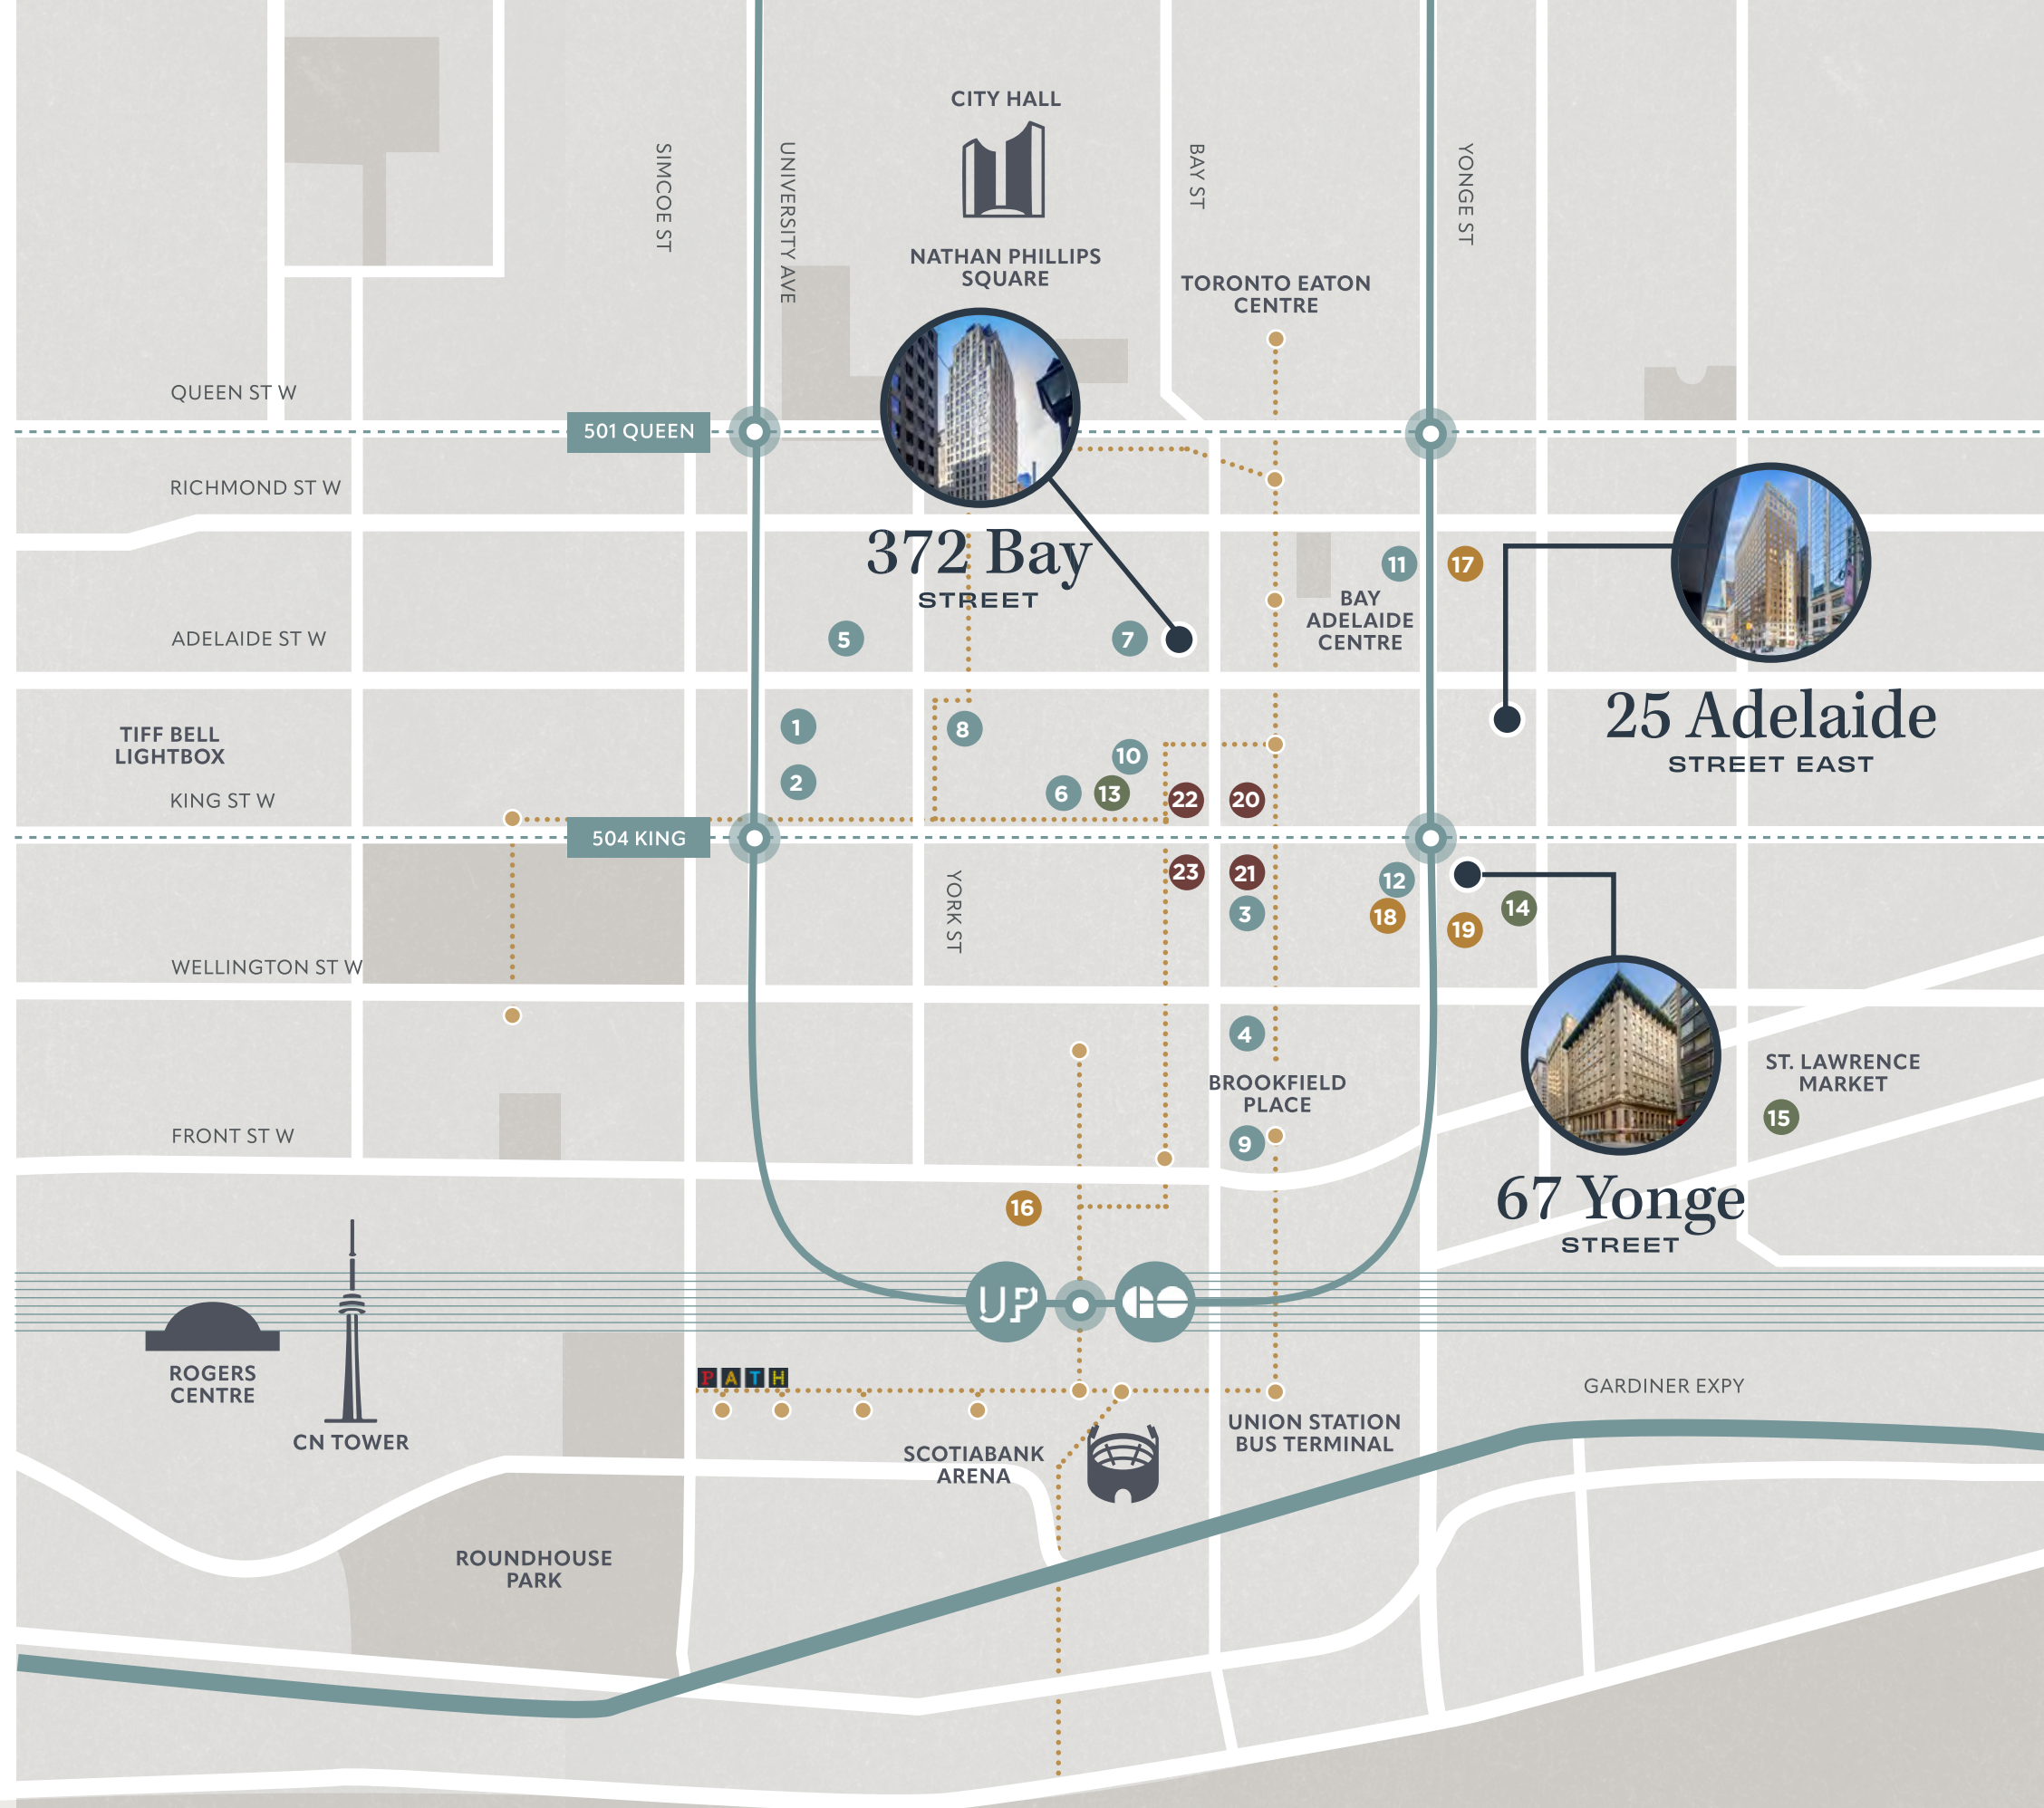 CITY HALL
SIMCOE ST
UNIVERSITY AVE
BAY ST
YONGE ST
NATHAN PHILLIPS
SQUARE
TORONTO EATON
CENTRE
QUEEN ST W
501 QUEEN
RICHMOND ST W
372 Bay
STREET
11
17
BAY
ADELAIDE
CENTRE
ADELAIDE ST W
5
7
25 Adelaide
STREET EAST
TIFF BELL
LIGHTBOX
1
8
10
2
6
13
22
20
KING ST W
504 KING
23
21
12
3
18
14
19
YORK ST
WELLINGTON ST W
4
BROOKFIELD
PLACE
9
ST. LAWRENCE
MARKET
15
FRONT ST W
16
67 Yonge
STREET
UP
GO
ROGERS
CENTRE
CN TOWER
PATH
GARDINER EXPY
SCOTIABANK
ARENA
UNION STATION
BUS TERMINAL
ROUNDHOUSE
PARK